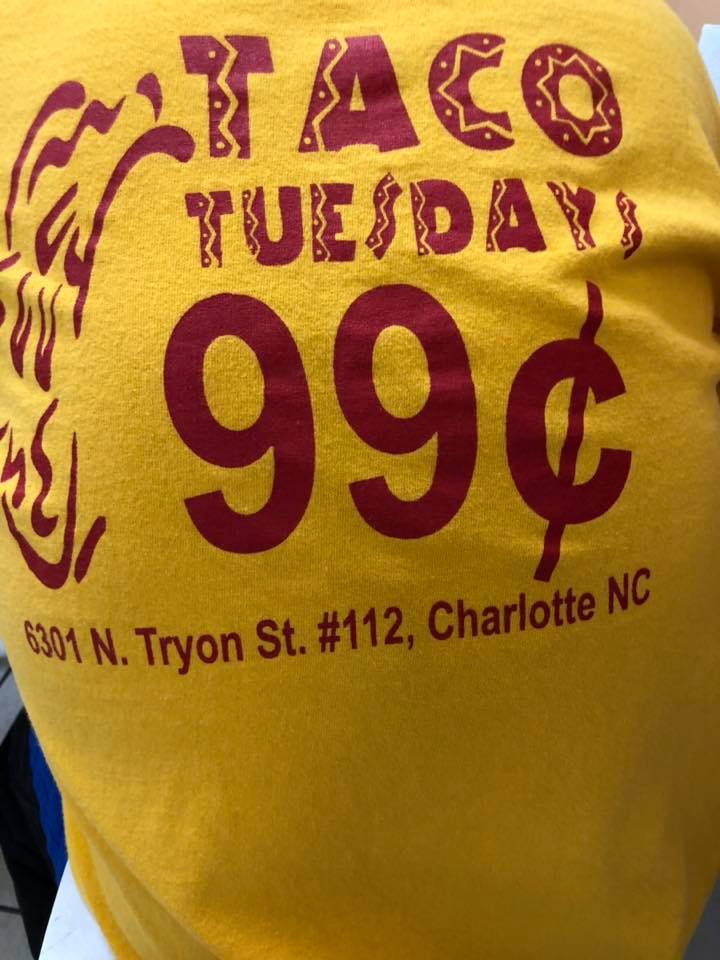 TACO
TUESDAYS
99¢
6301 N. Tryon St. #112, Charlotte NC